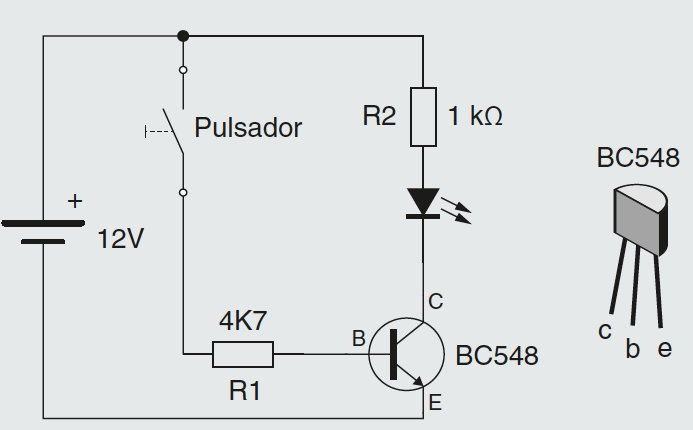 R2
1 kΩ
Pulsador
BC548
+
12V
C
4K7
B
BC548
R1
E
c
b
e